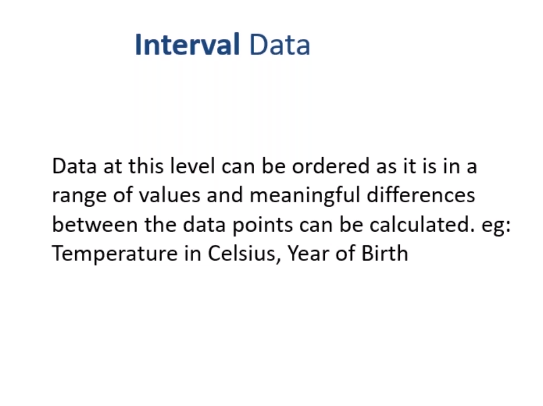 Interval Data
Data at this level can be ordered as it is in a
range of values and meaningful differences
between the data points can be calculated. eg:
Temperature in Celsius, Year of Birth